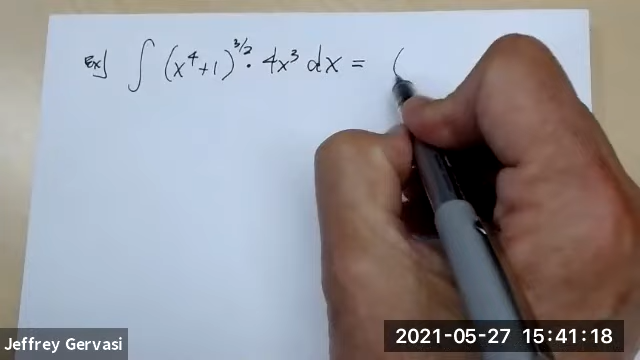 Ex] ∫ (x⁴+1)^{3/2} · 4x³ dx = (
Jeffrey Gervasi
2021-05-27 15:41:18